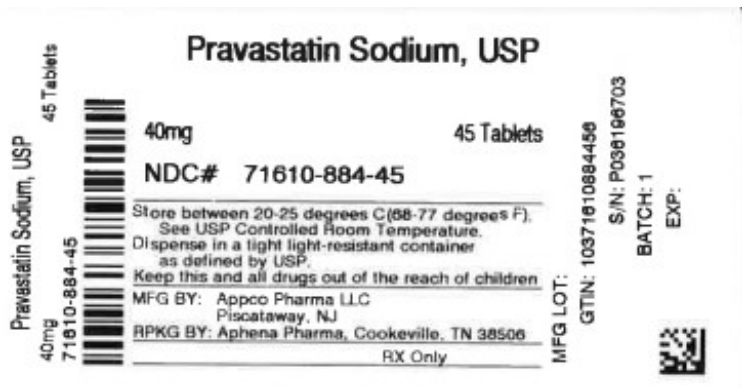 Pravastatin Sodium, USP
40mg 45 Tablets
NDC# 71610-884-45
Store between 20-25 degrees C(68-77 degrees F).
See USP Controlled Room Temperature.
Dispense in a tight light-resistant container
as defined by USP.
Keep this and all drugs out of the reach of children
MFG BY: Appco Pharma LLC
Piscataway, NJ
RPKG BY: Aphena Pharma, Cookeville, TN 38506
RX Only
Pravastatin Sodium, USP
40mg 45 Tablets
71610-884-45
MFG LOT:
GTIN: 10371610884456
S/N: P036196703
BATCH: 1
EXP: